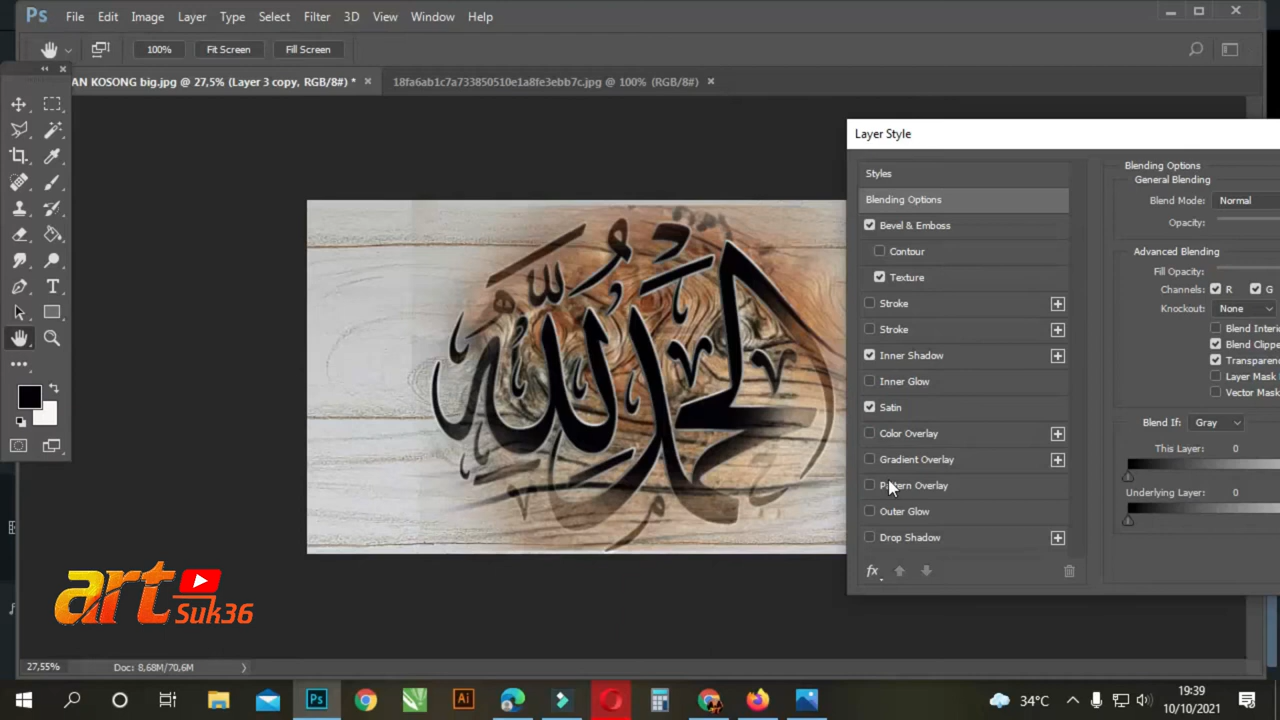 Ps File Edit Image Layer Type Select Filter 3D View Window Help
100% Fit Screen Fill Screen
AN KOSONG big.jpg @ 27,5% (Layer 3 copy, RGB/8#) * 18fa6ab1c7a733850510e1a8fe3ebb7c.jpg @ 100% (RGB/8#)
Layer Style
Styles
Blending Options
Bevel & Emboss
Contour
Texture
Stroke
Stroke
Inner Shadow
Inner Glow
Satin
Color Overlay
Gradient Overlay
Pattern Overlay
Outer Glow
Drop Shadow
fx
Blending Options
General Blending
Blend Mode: Normal
Opacity:
Advanced Blending
Fill Opacity:
Channels: R G
Knockout: None
Blend Interi
Blend Clippe
Transparen
Layer Mask
Vector Mask
Blend If: Gray
This Layer: 0
Underlying Layer: 0
الحمد لله
art
Suk36
27,55% Doc: 8,68M/70,6M
Ps Ai 34°C
19:39
10/10/2021